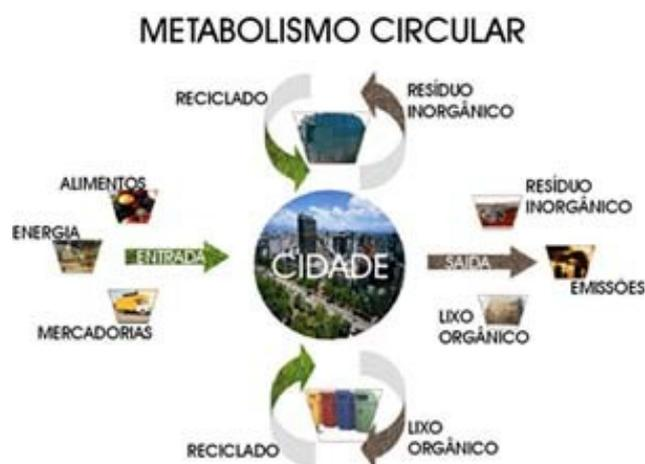 METABOLISMO CIRCULAR
RECICLADO
RESÍDUO
INORGÂNICO
ALIMENTOS
ENERGIA
MERCADORIAS
ENTRADA
CIDADE
SAÍDA
RESÍDUO
INORGÂNICO
EMISSÕES
LIXO
ORGÂNICO
RECICLADO
LIXO
ORGÂNICO